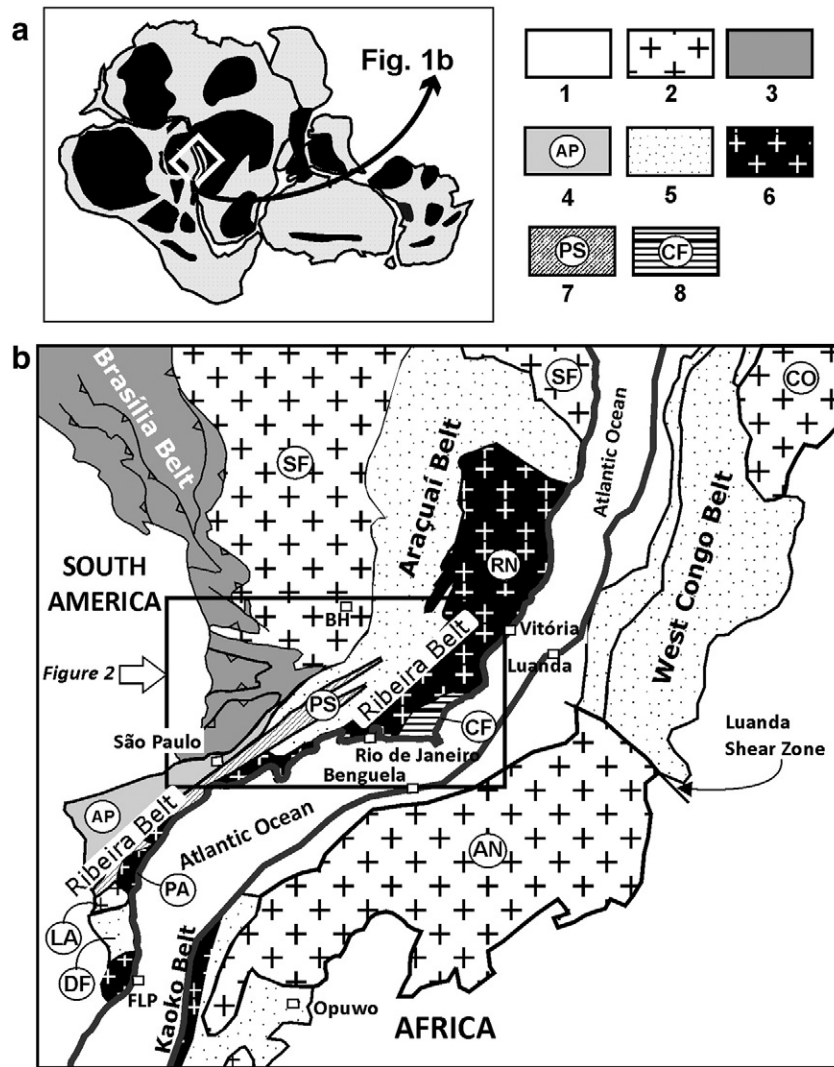 a
Fig. 1b
1
2
3
AP
4
5
6
PS
7
CF
8
b
Brasília Belt
SF
SF
Araçuaí Belt
Atlantic Ocean
CO
West Congo Belt
SOUTH
AMERICA
RN
BH
Vitória
Luanda
Figure 2
Ribeira Belt
PS
CF
São Paulo
Rio de Janeiro
Benguela
Luanda
Shear Zone
AP
Ribeira Belt
Atlantic Ocean
AN
PA
LA
DF
FLP
Kaoko Belt
Opuwo
AFRICA